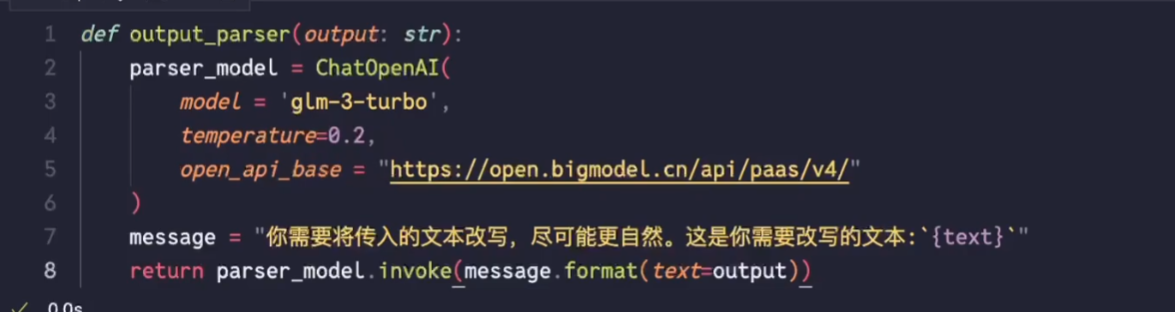 1 def output_parser(output: str):
2 parser_model = ChatOpenAI(
3 model = 'glm-3-turbo',
4 temperature=0.2,
5 open_api_base = "https://open.bigmodel.cn/api/paas/v4/"
6 )
7 message = "你需要将传入的文本改写，尽可能更自然。这是你需要改写的文本:`{text}`"
8 return parser_model.invoke(message.format(text=output))
✓ 0.0s